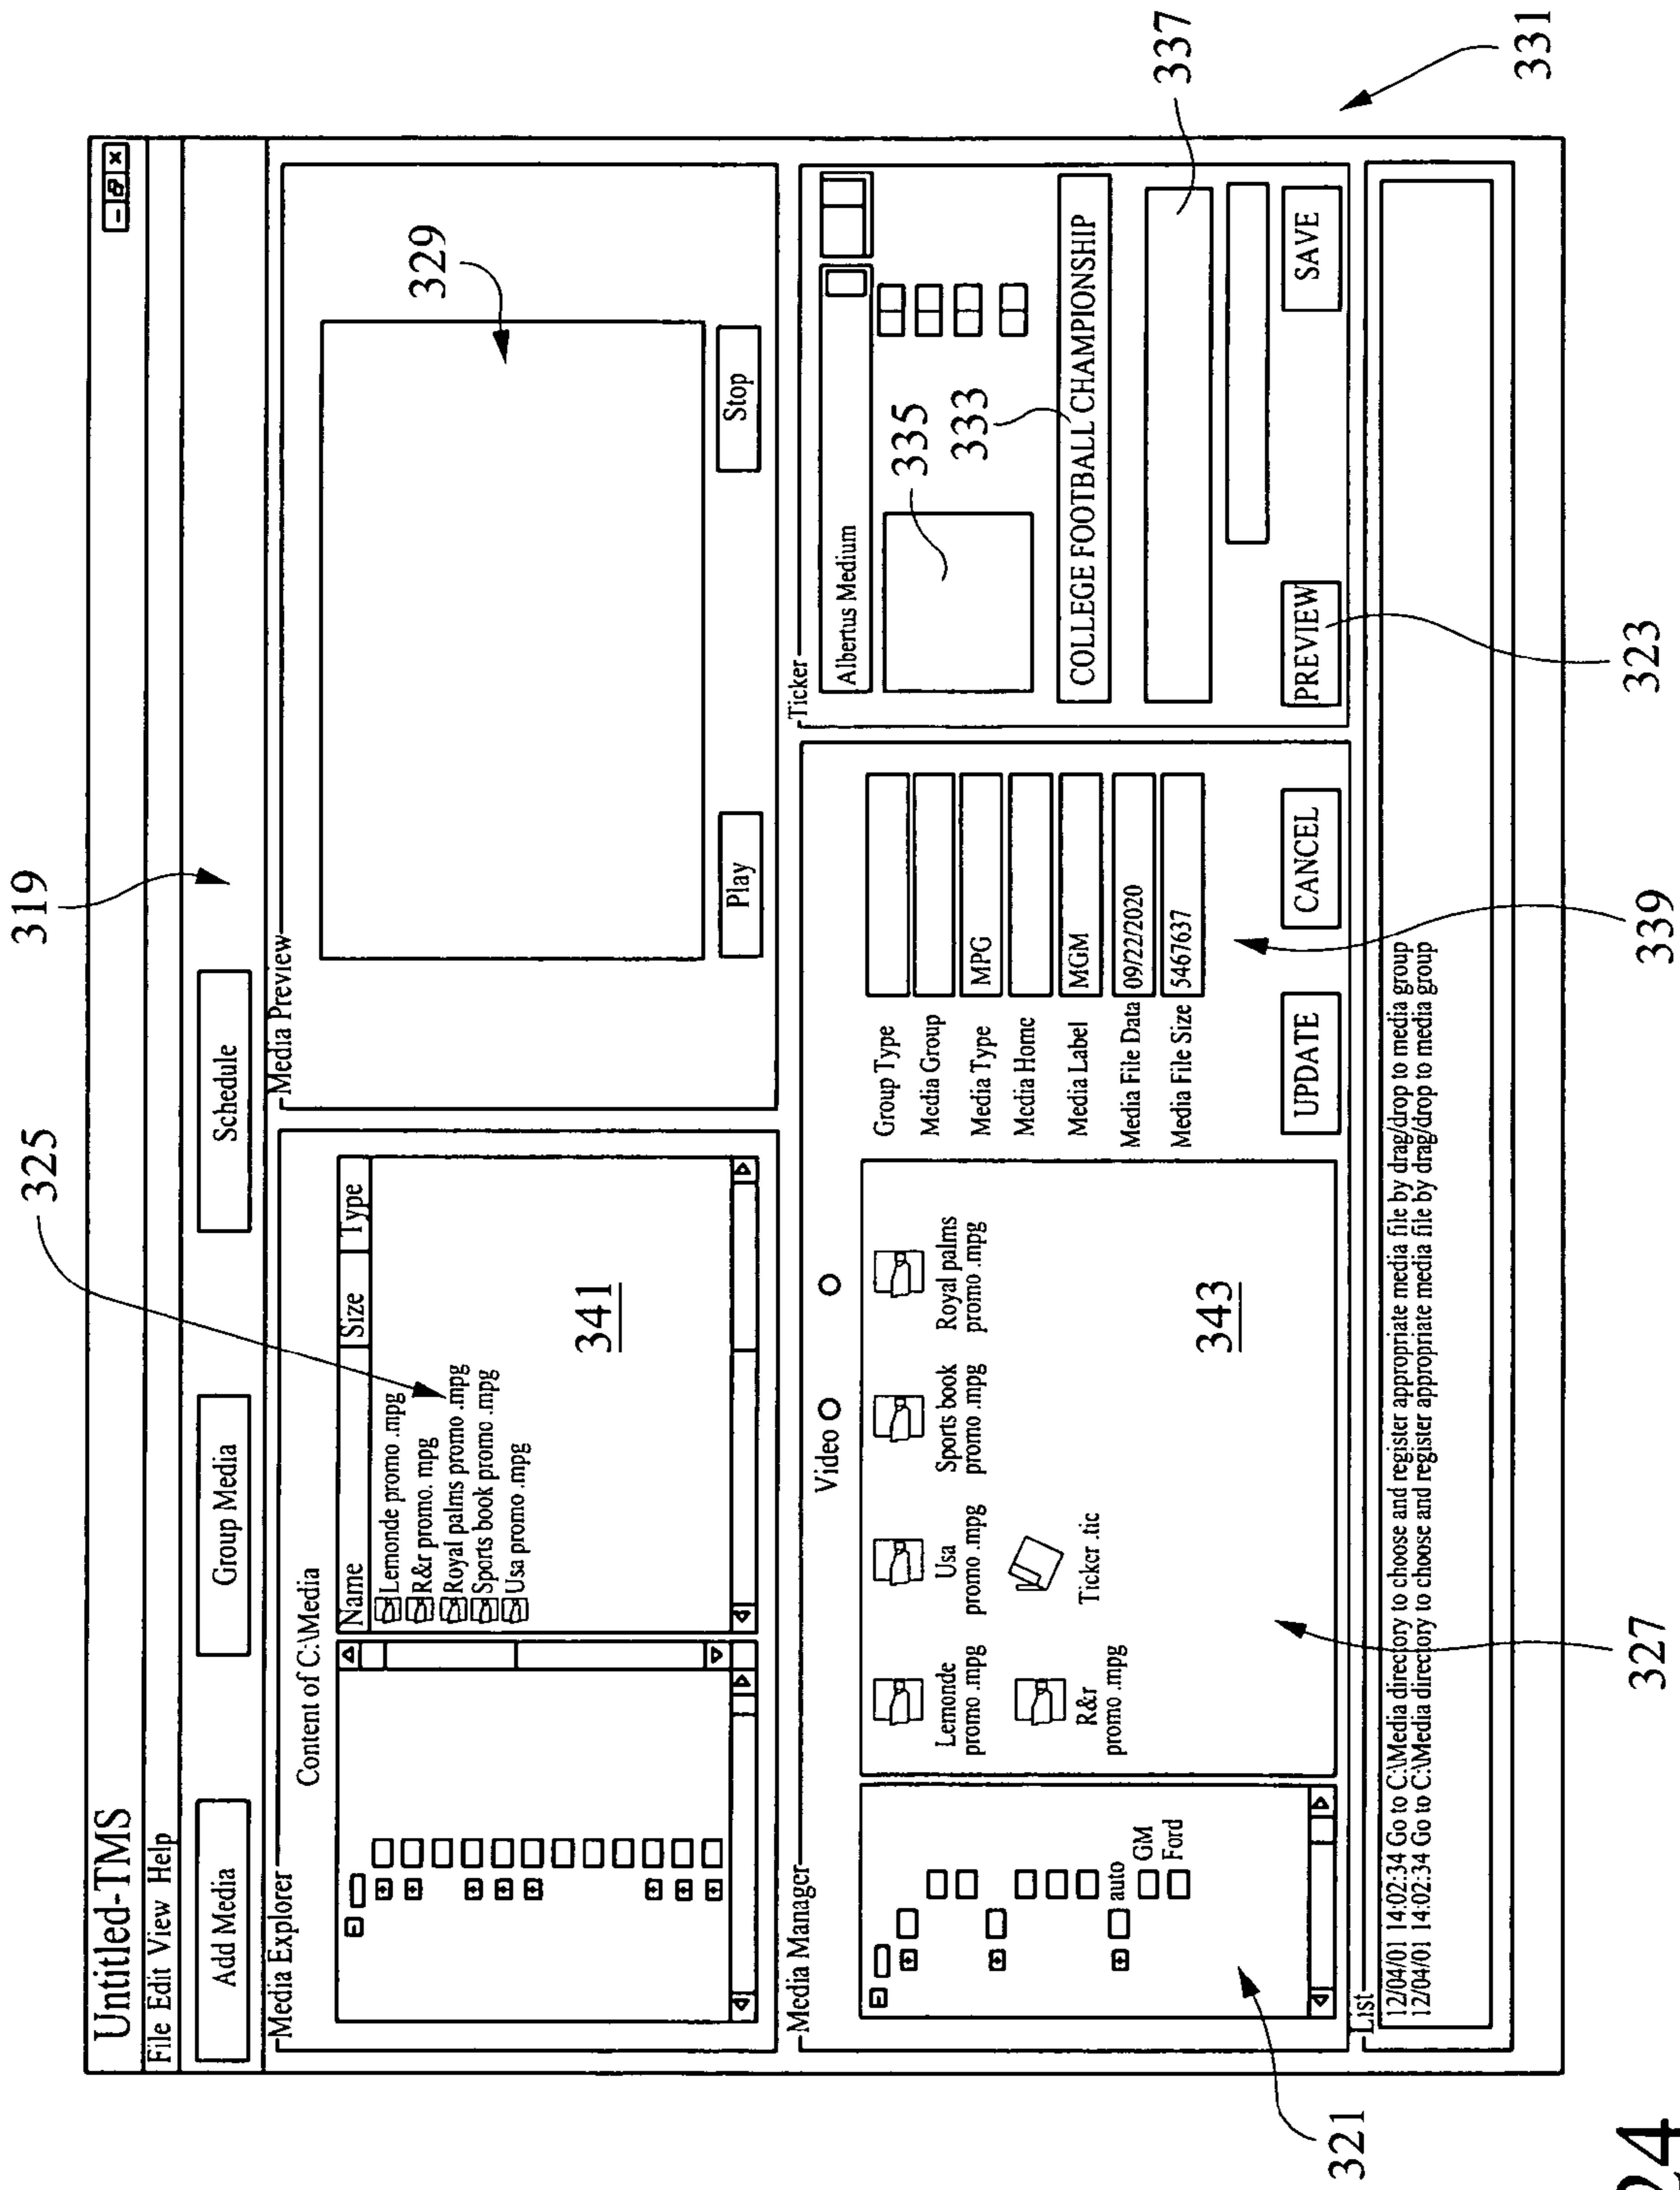 319
325
Untitled-TMS
File Edit View Help
Add Media
Group Media
Schedule
Media Explorer
Content of C:\Media
Name
Size
Type
Lemonde promo .mpg
R&r promo. mpg
Royal palms promo .mpg
Sports book promo .mpg
Usa promo .mpg
341
Media Preview
329
Play
Stop
Media Manager
auto
GM
Ford
Video
Lemonde
promo .mpg
Usa
promo .mpg
Sports book
promo .mpg
Royal palms
promo .mpg
R&r
promo .mpg
Ticker .tic
343
Group Type
Media Group
Media Type
MPG
Media Home
Media Label
MGM
Media File Data
09/22/2020
Media File Size
5467637
UPDATE
CANCEL
Ticker
Albertus Medium
335
333
COLLEGE FOOTBALL CHAMPIONSHIP
337
PREVIEW
SAVE
List
12/04/01 14:02:34 Go to C:\Media directory to choose and register appropriate media file by drag/drop to media group
12/04/01 14:02:34 Go to C:\Media directory to choose and register appropriate media file by drag/drop to media group
321
327
339
323
331
24